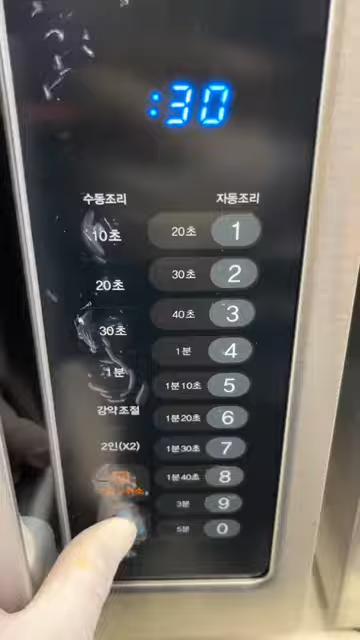 :30
수동조리 자동조리
10초 20초 1
20초 30초 2
30초 40초 3
1분 1분 4
1분10초 5
강약조절 1분20초 6
2인(X2) 1분30초 7
1분40초 8
3분 9
5분 0